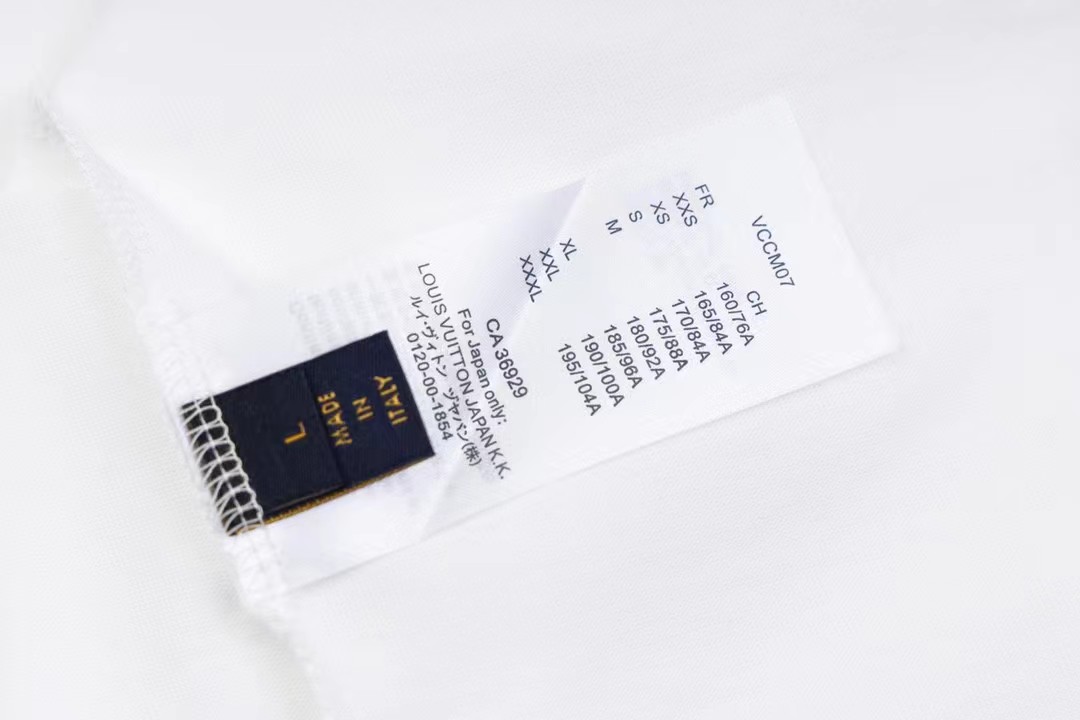 VCCM07
FR CH
XXS 160/76A
XS 165/84A
S 170/84A
M 175/88A
180/92A
XL 185/96A
XXL 190/100A
XXXL 195/104A
CA 36929
For Japan only:
LOUIS VUITTON JAPAN K.K.
ルイ・ヴィトン ジャパン(株)
0120-00-1854
L
MADE
IN
ITALY